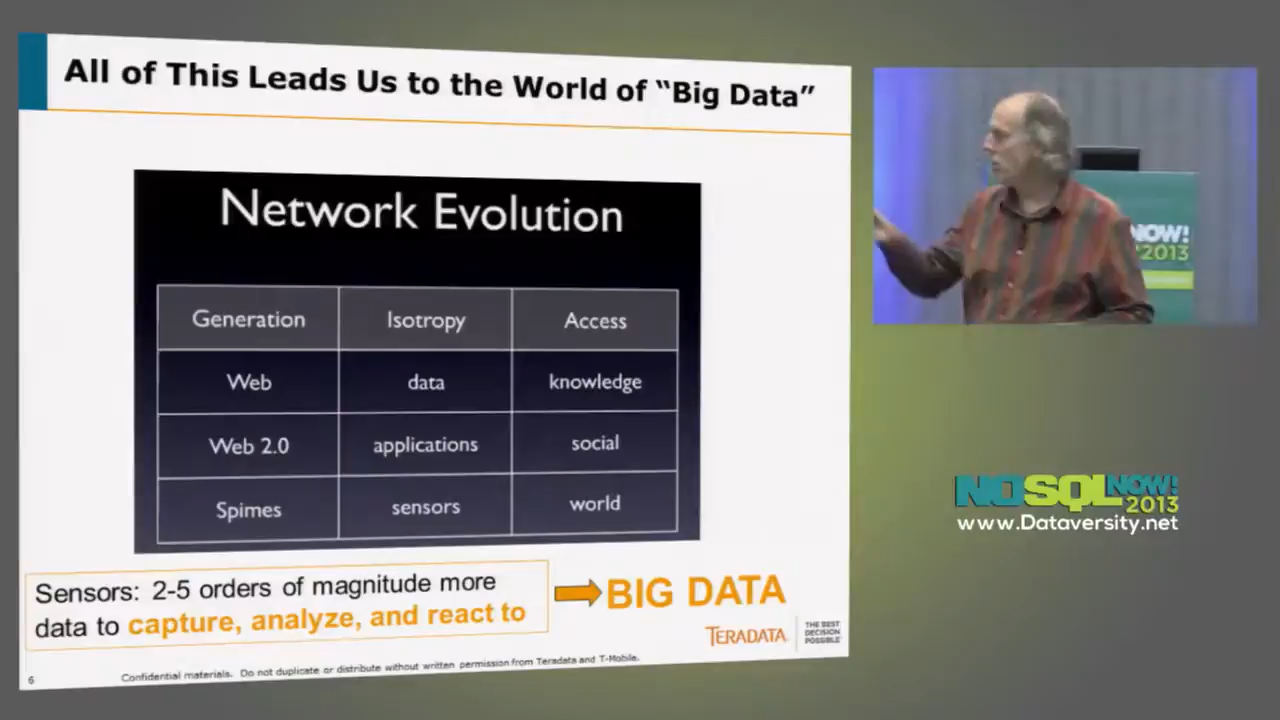 All of This Leads Us to the World of “Big Data”
Network Evolution
Generation Isotropy Access
Web data knowledge
Web 2.0 applications social
Spimes sensors world
Sensors: 2-5 orders of magnitude more
data to capture, analyze, and react to
BIG DATA
TERADATA
THE BEST
DECISION
POSSIBLE
6
Confidential materials. Do not duplicate or distribute without written permission from Teradata and T-Mobile.
NOW!
2013
NOSQL NOW!
2013
www.Dataversity.net